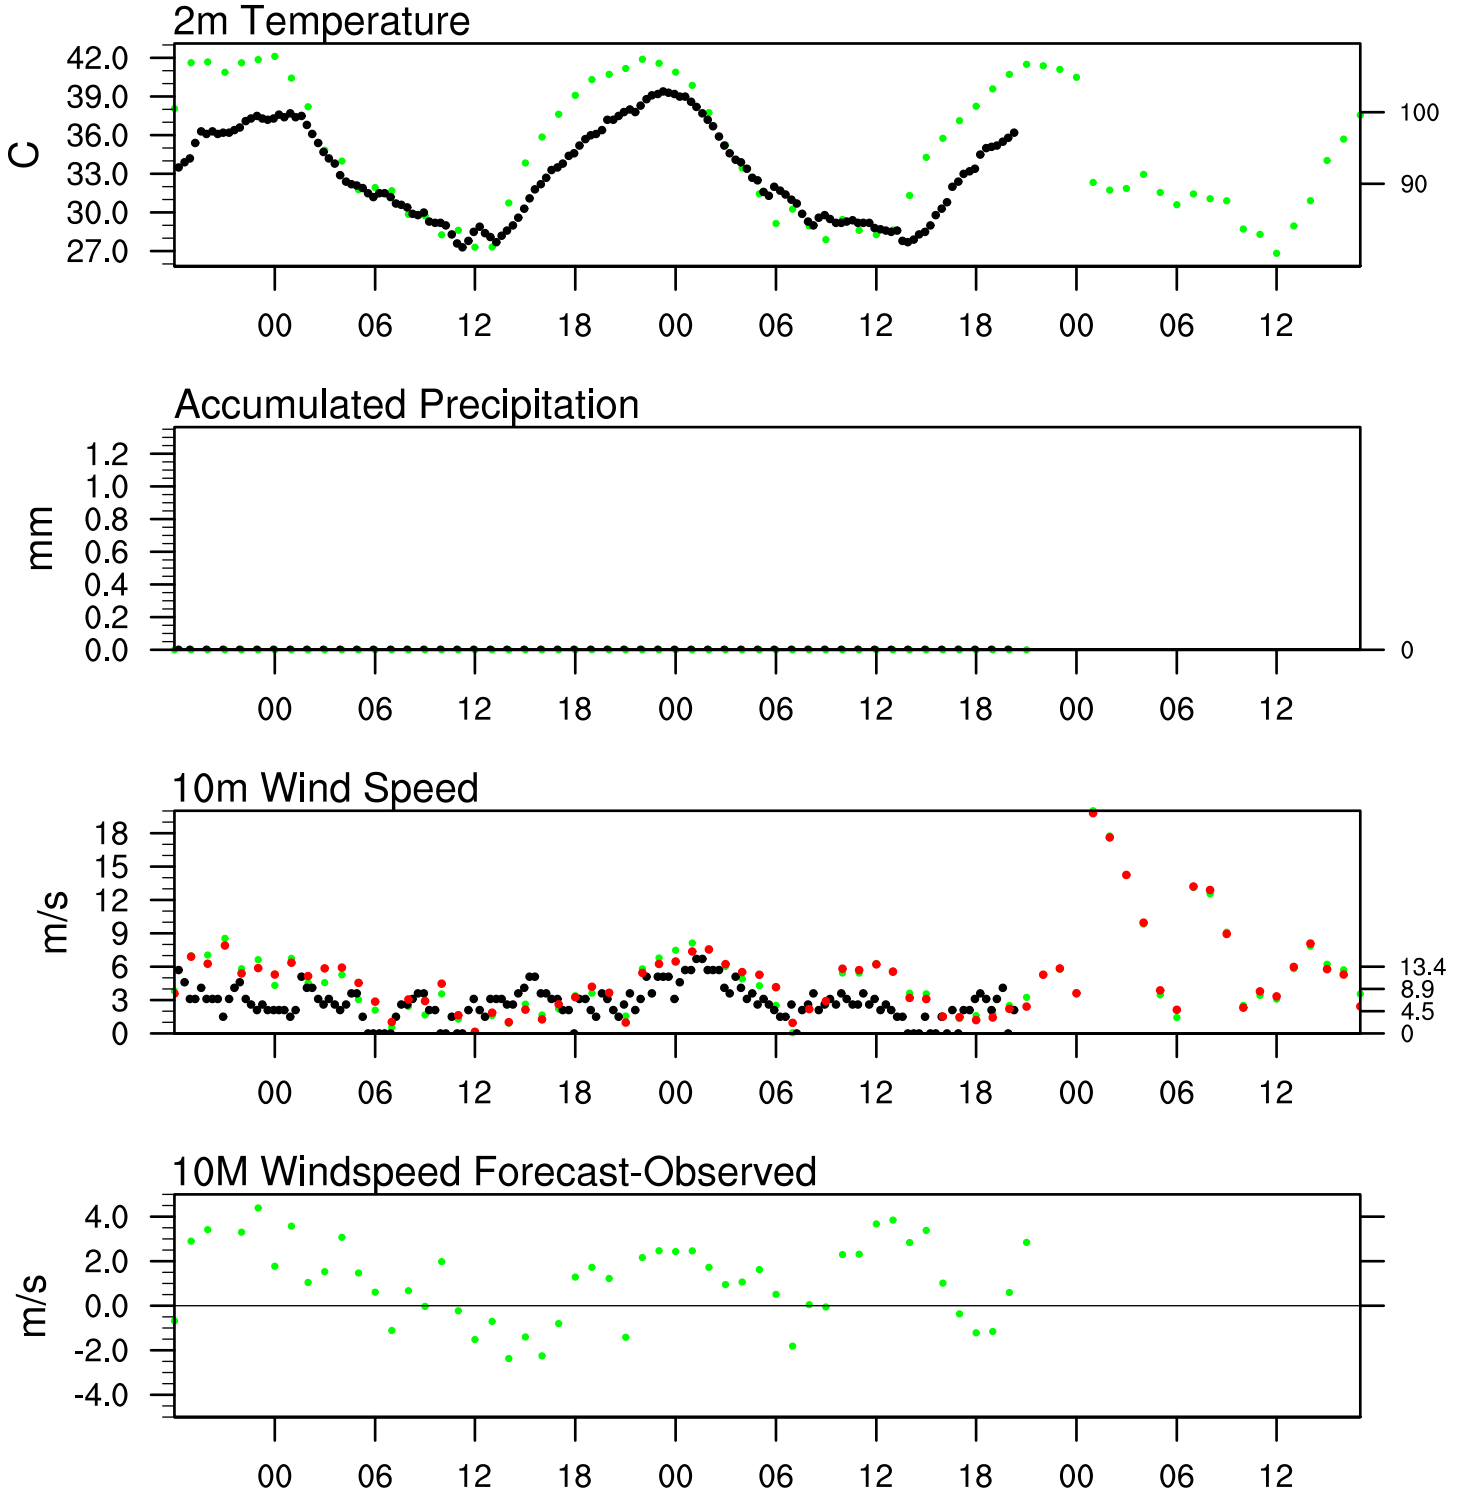 2m Temperature
42.0
39.0
36.0
33.0
30.0
27.0
C
100
90
00 06 12 18 00 06 12 18 00 06 12
Accumulated Precipitation
1.2
1.0
0.8
0.6
0.4
0.2
0.0
mm
0
00 06 12 18 00 06 12 18 00 06 12
10m Wind Speed
18
15
12
9
6
3
0
m/s
13.4
8.9
4.5
0
00 06 12 18 00 06 12 18 00 06 12
10M Windspeed Forecast-Observed
4.0
2.0
0.0
-2.0
-4.0
m/s
00 06 12 18 00 06 12 18 00 06 12